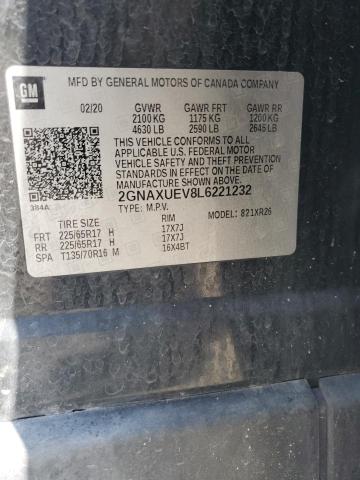 GM
MFD BY GENERAL MOTORS OF CANADA COMPANY
02/20 GVWR GAWR FRT GAWR RR
2100 KG 1175 KG 1200 KG
4630 LB 2590 LB 2645 LB
THIS VEHICLE CONFORMS TO ALL
APPLICABLE U.S. FEDERAL MOTOR
VEHICLE SAFETY AND THEFT
PREVENTION STANDARDS IN
EFFECT ON THE DATE OF
MANUFACTURE SHOWN ABOVE.
2GNAXUEV8L6221232
384A TYPE: M.P.V. MODEL: 821XR26
TIRE SIZE RIM
FRT 225/65R17 H 17X7J
RR 225/65R17 H 17X7J
SPA T135/70R16 M 16X4BT